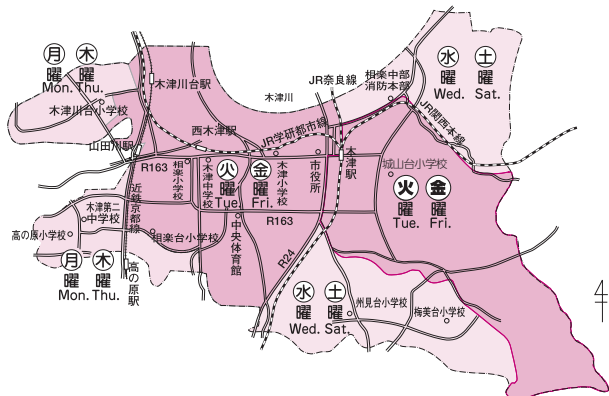 月 木
曜 曜
Mon. Thu.
木津川台小学校
木津川台駅
山田川駅
西木津駅
木津川
JR奈良線
相楽中部
消防本部
水 土
曜 曜
Wed. Sat.
JR学研都市線
JR関西本線
R163
相楽小学校
木津中学校
火 金
曜 曜
Tue. Fri.
木津小学校
市役所
木津駅
城山台小学校
火 金
曜 曜
Tue. Fri.
木津第二
中学校
近鉄京都線
高の原小学校
相楽台小学校
中央体育館
R163
R24
月 木
曜 曜
Mon. Thu.
高の原駅
水 土
曜 曜
Wed. Sat.
州見台小学校
梅美台小学校
4